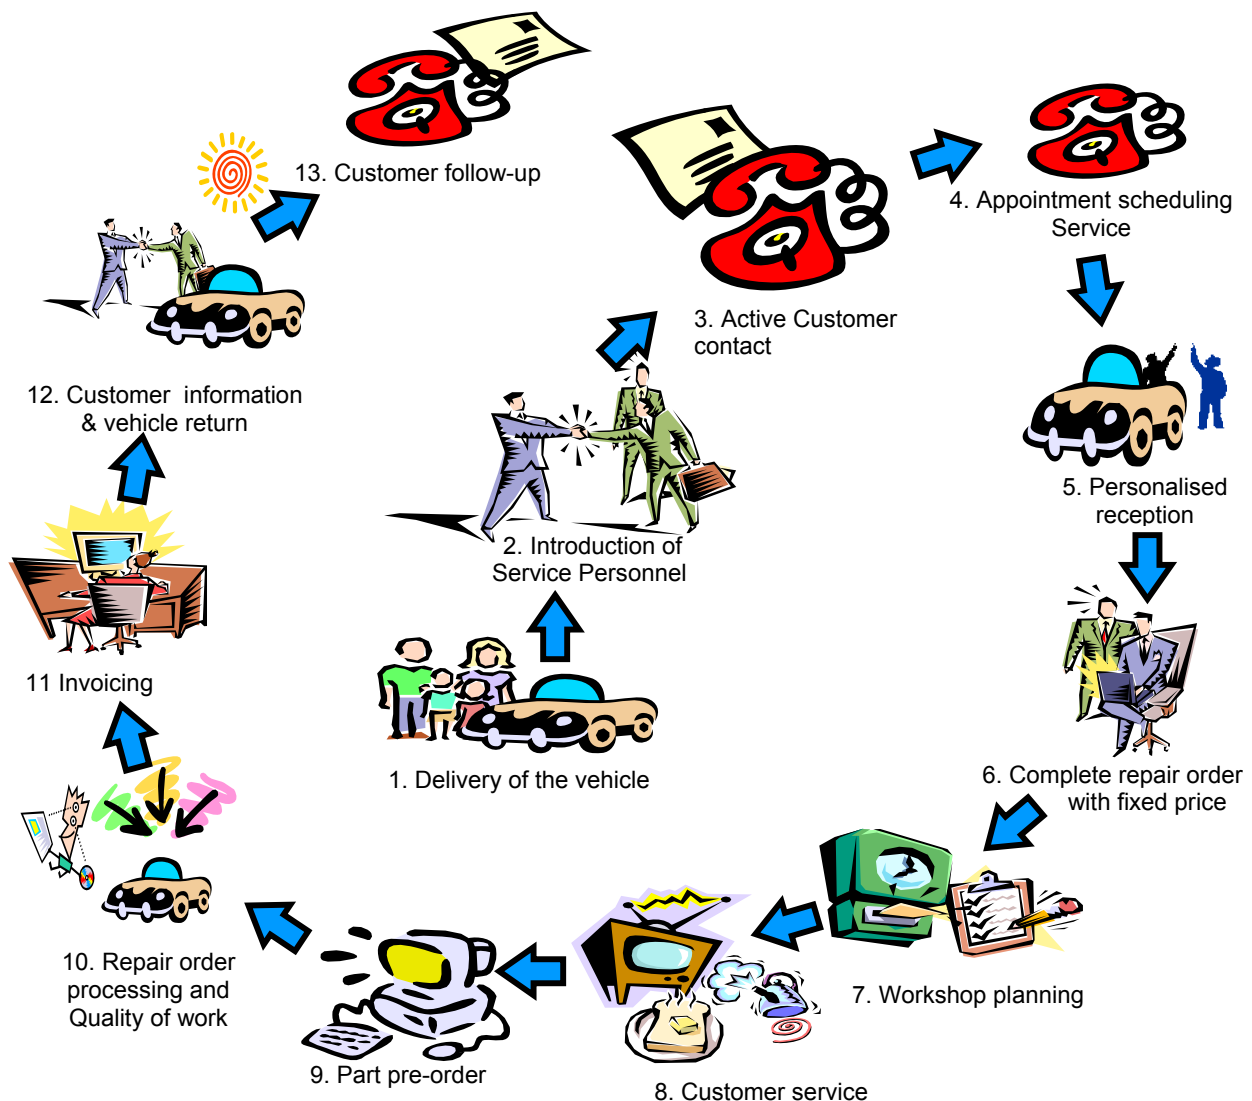 1. Delivery of the vehicle
2. Introduction of
Service Personnel
3. Active Customer
contact
4. Appointment scheduling
Service
5. Personalised
reception
6. Complete repair order
with fixed price
7. Workshop planning
8. Customer service
9. Part pre-order
10. Repair order
processing and
Quality of work
11 Invoicing
12. Customer information
& vehicle return
13. Customer follow-up